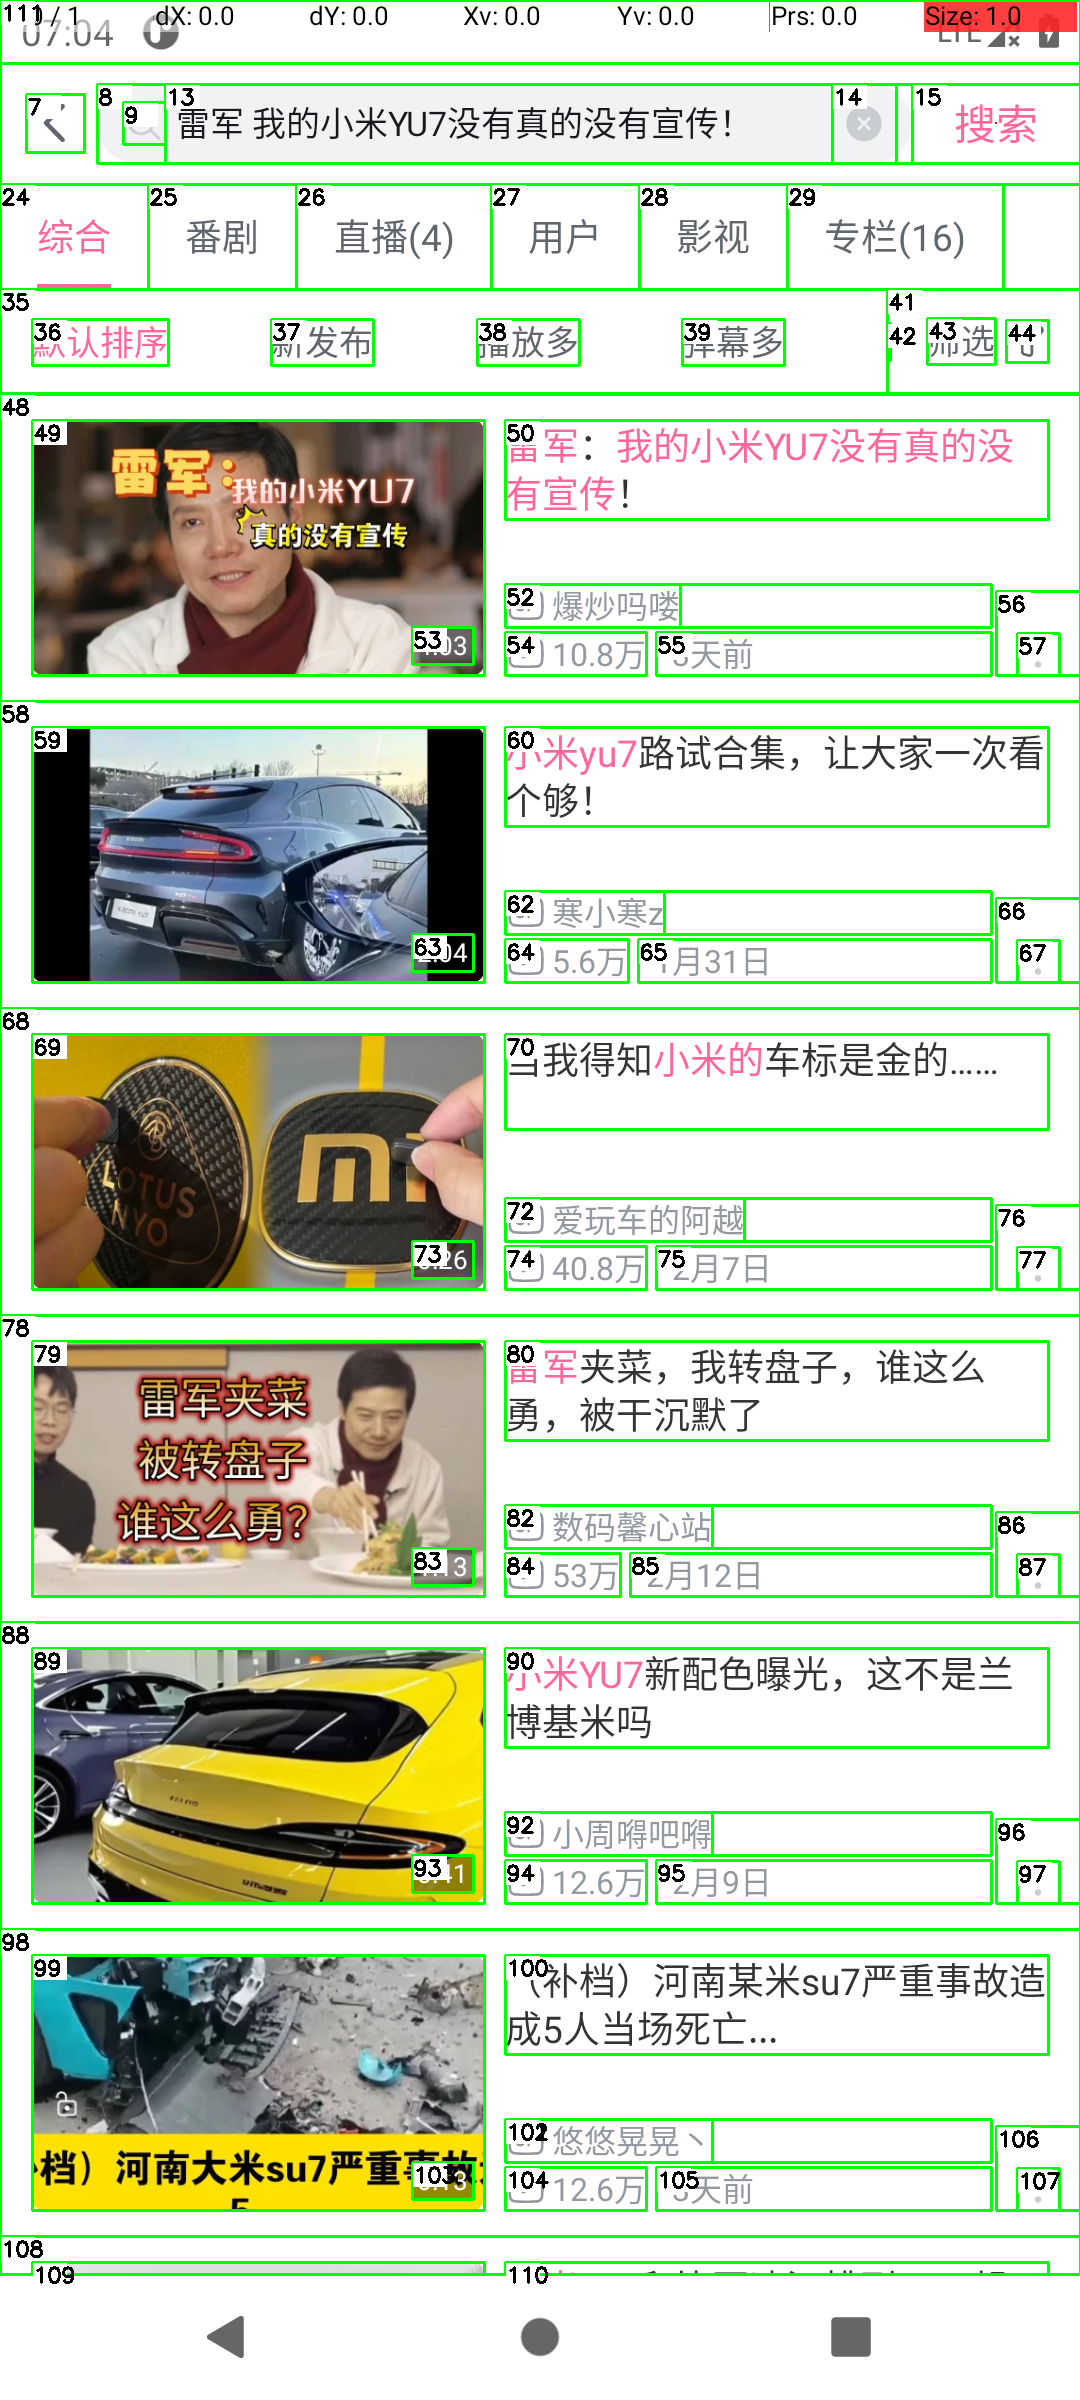 1 / 1 dX: 0.0 dY: 0.0 Xv: 0.0 Yv: 0.0 Prs: 0.0 Size: 1.0
111
07:04 LTE
7
8
9
13 雷军 我的小米YU7没有真的没有宣传！
14
15 搜索
24 综合
25 番剧
26 直播(4)
27 用户
28 影视
29 专栏(16)
35
36 默认排序
37 新发布
38 播放多
39 弹幕多
41
42
43 筛选
44
48
49
雷军：
我的小米YU7
真的没有宣传
53
50 雷军：我的小米YU7没有真的没
有宣传！
52 爆炒吗喽
54 10.8万
55 天前
56
57
58
59
63
60 小米yu7路试合集，让大家一次看
个够！
62 寒小寒z
64 5.6万
65 月31日
66
67
68
69
LOTUS
NYO
mi
73 26
70 当我得知小米的车标是金的......
72 爱玩车的阿越
74 40.8万
75 2月7日
76
77
78
79
雷军夹菜
被转盘子
谁这么勇？
83
80 雷军夹菜，我转盘子，谁这么
勇，被干沉默了
82 数码馨心站
84 53万
85 2月12日
86
87
88
89
93
90 小米YU7新配色曝光，这不是兰
博基米吗
92 小周嘚吧嘚
94 12.6万
95 2月9日
96
97
98
99
档）河南大米su7严重事故
103
100 （补档）河南某米su7严重事故造
成5人当场死亡...
102 悠悠晃晃丶
104 12.6万
105 天前
106
107
108
109
110